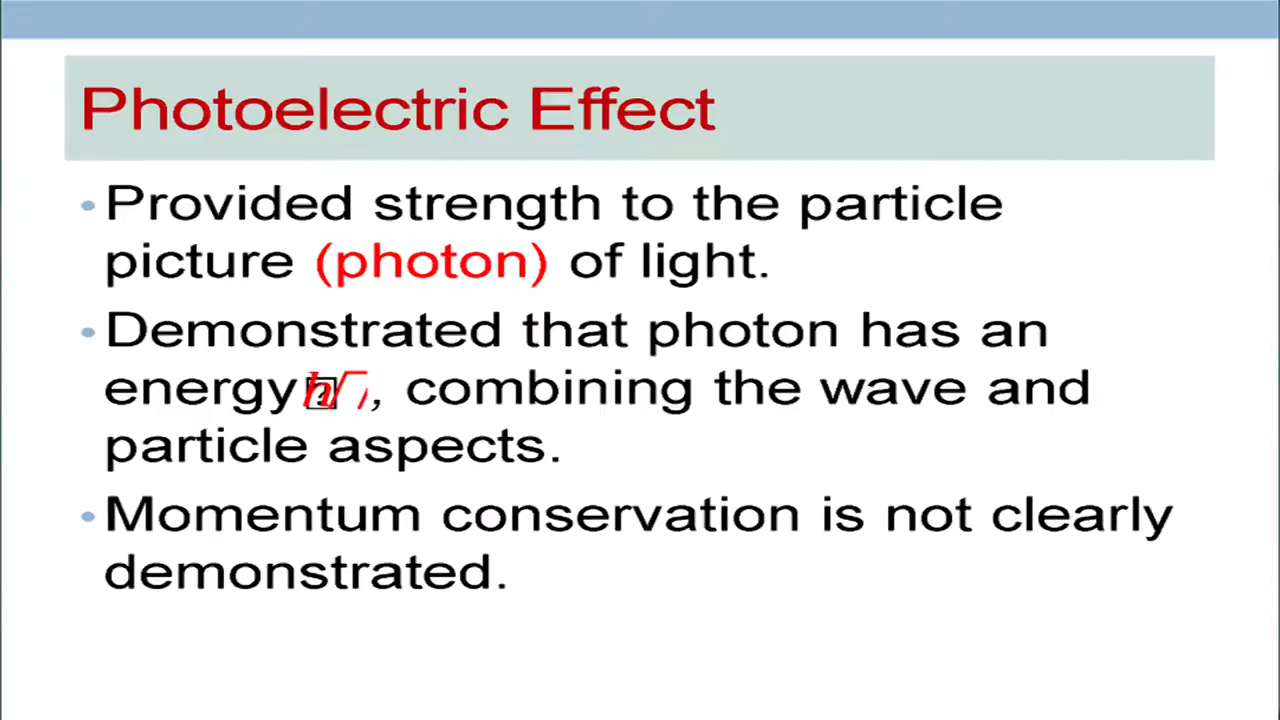 Photoelectric Effect
• Provided strength to the particle
picture (photon) of light.
• Demonstrated that photon has an
energy , combining the wave and
particle aspects.
• Momentum conservation is not clearly
demonstrated.